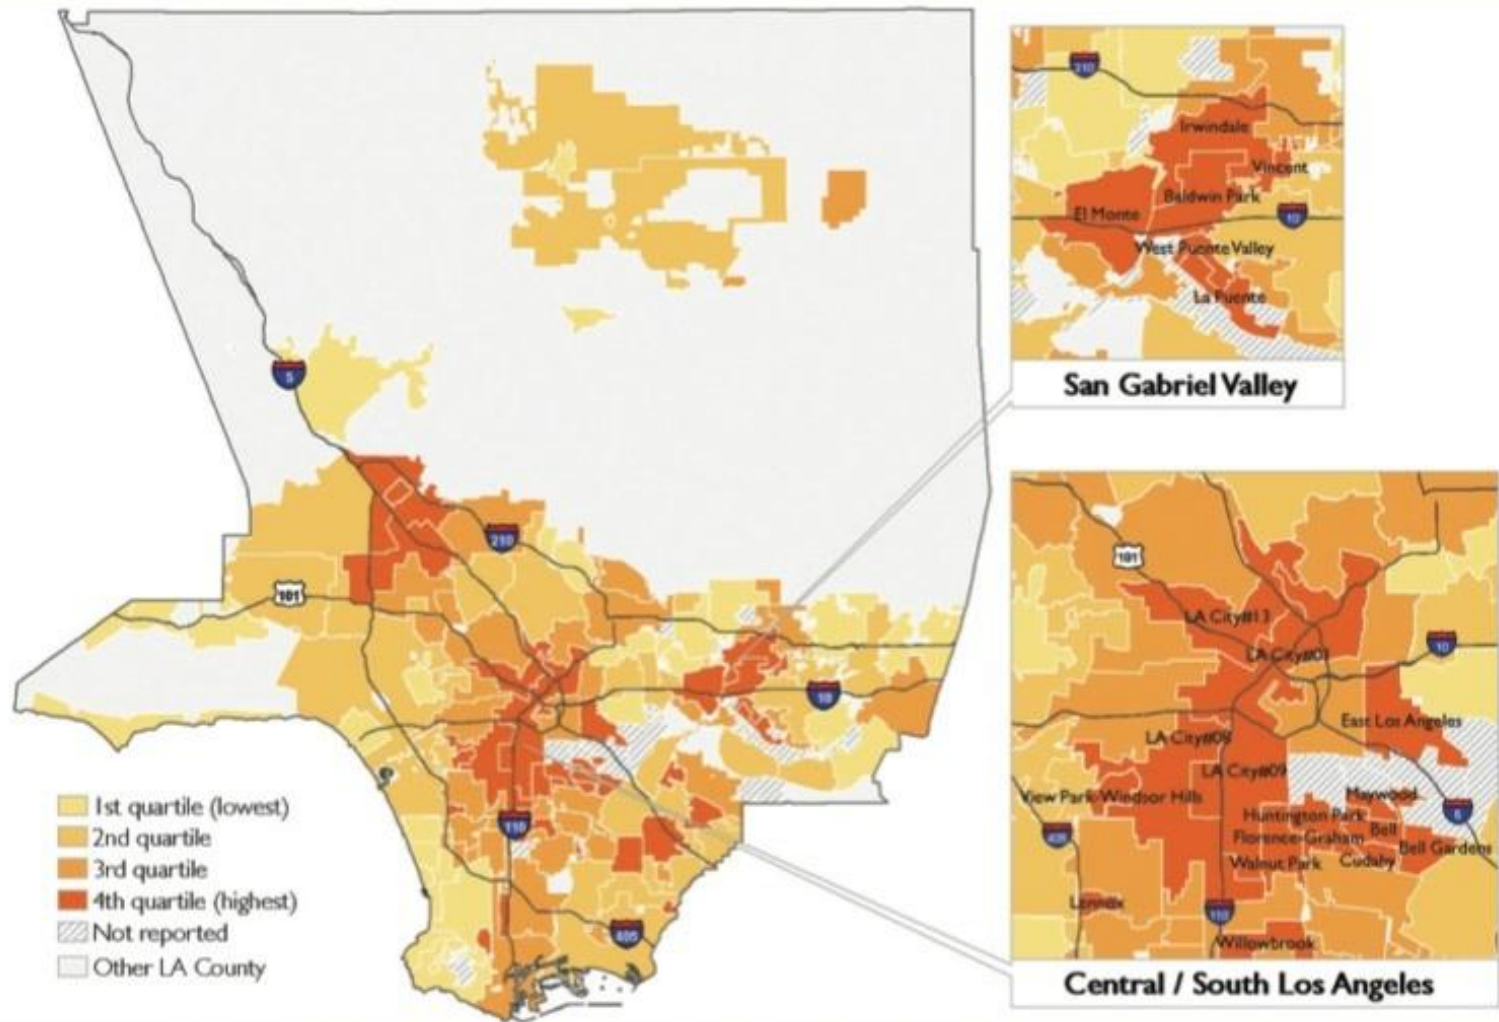 5
210
101
10
110
405
1st quartile (lowest)
2nd quartile
3rd quartile
4th quartile (highest)
Not reported
Other LA County
210
Irwindale
Vincent
Baldwin Park
El Monte
10
West Puente Valley
La Puente
San Gabriel Valley
101
LA City#13
10
LA City#01
East Los Angeles
LA City#08
LA City#09
View Park-Windsor Hills
Maywood
Huntington Park
5
Bell
Florence-Graham
405
Bell Gardens
Walnut Park
Cudahy
Lennox
110
Willowbrook
Central / South Los Angeles